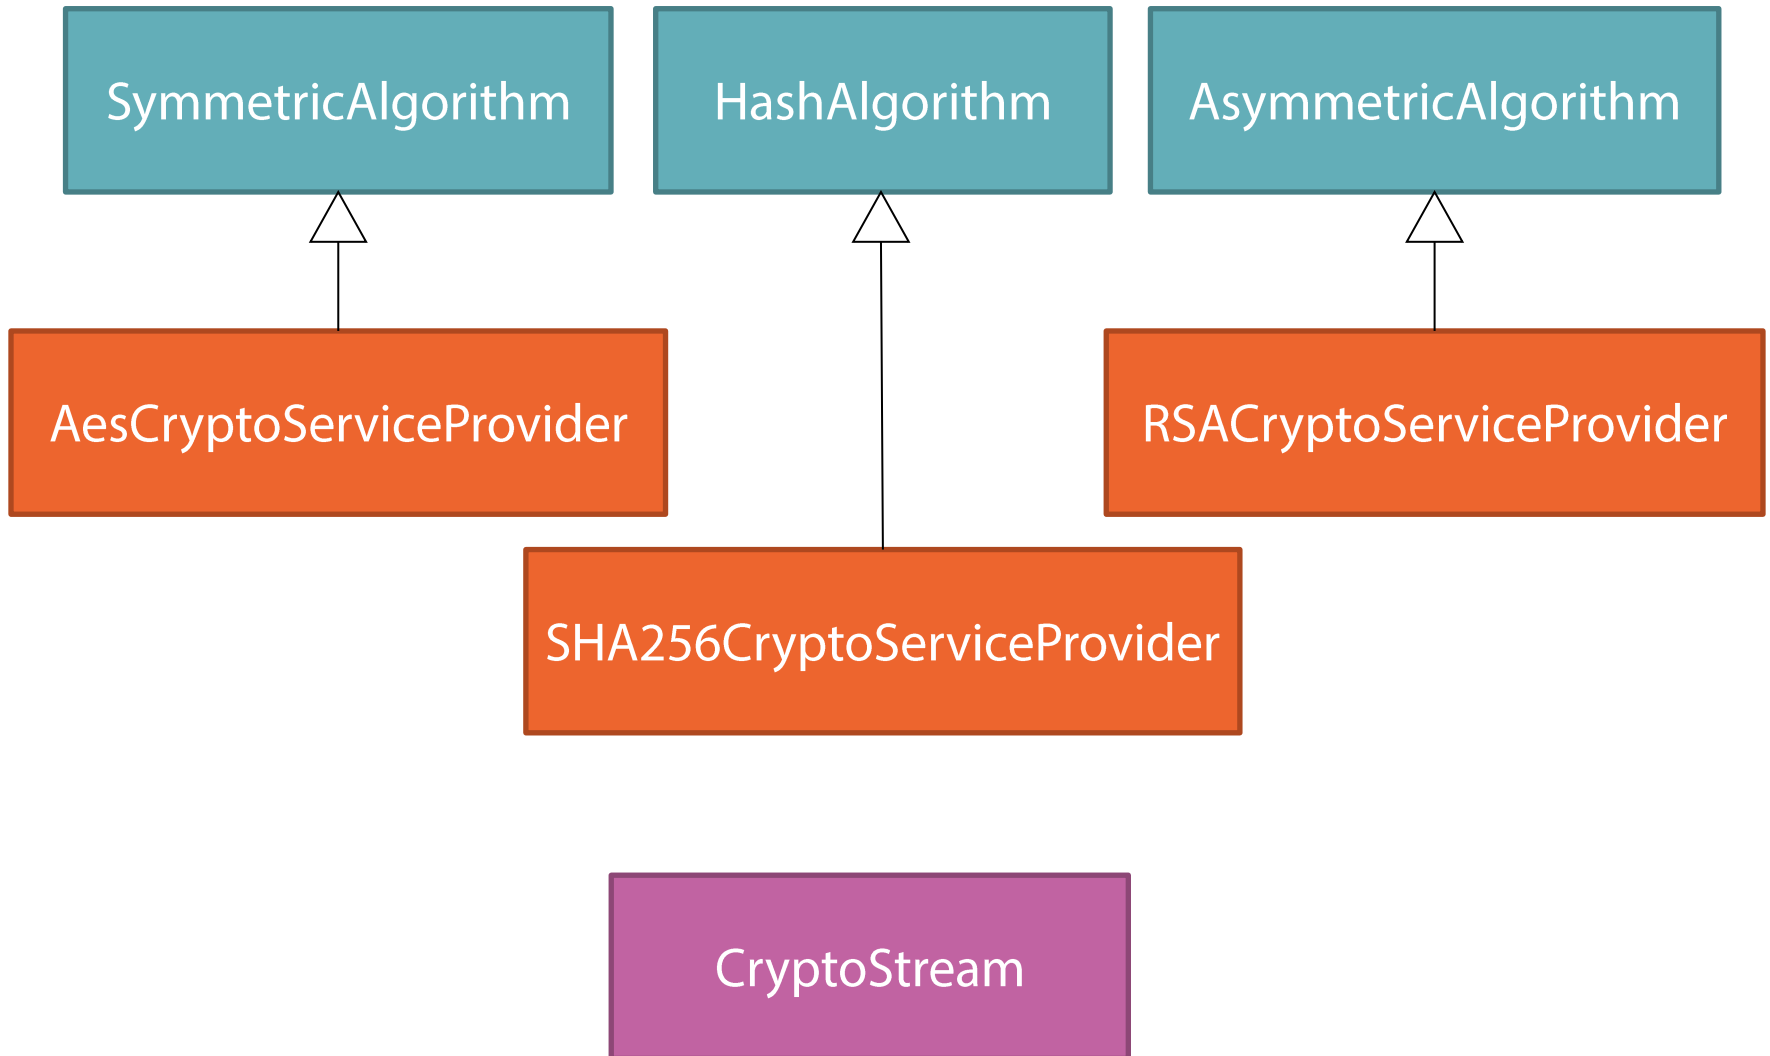 SymmetricAlgorithm
HashAlgorithm
AsymmetricAlgorithm
AesCryptoServiceProvider
RSACryptoServiceProvider
SHA256CryptoServiceProvider
CryptoStream